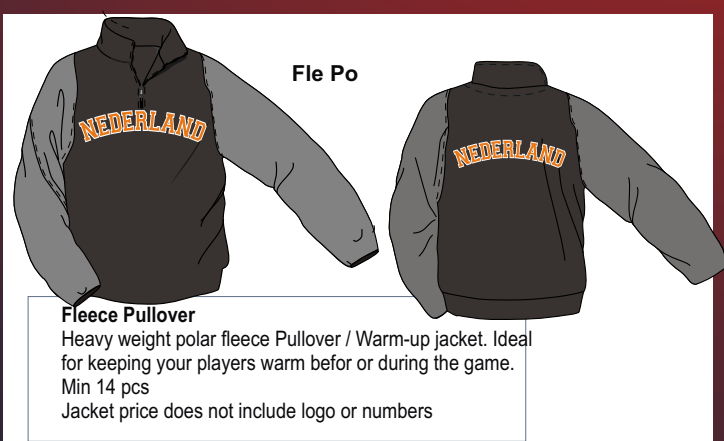 Fle Po
NEDERLAND
NEDERLAND
Fleece Pullover
Heavy weight polar fleece Pullover / Warm-up jacket. Ideal
for keeping your players warm befor or during the game.
Min 14 pcs
Jacket price does not include logo or numbers